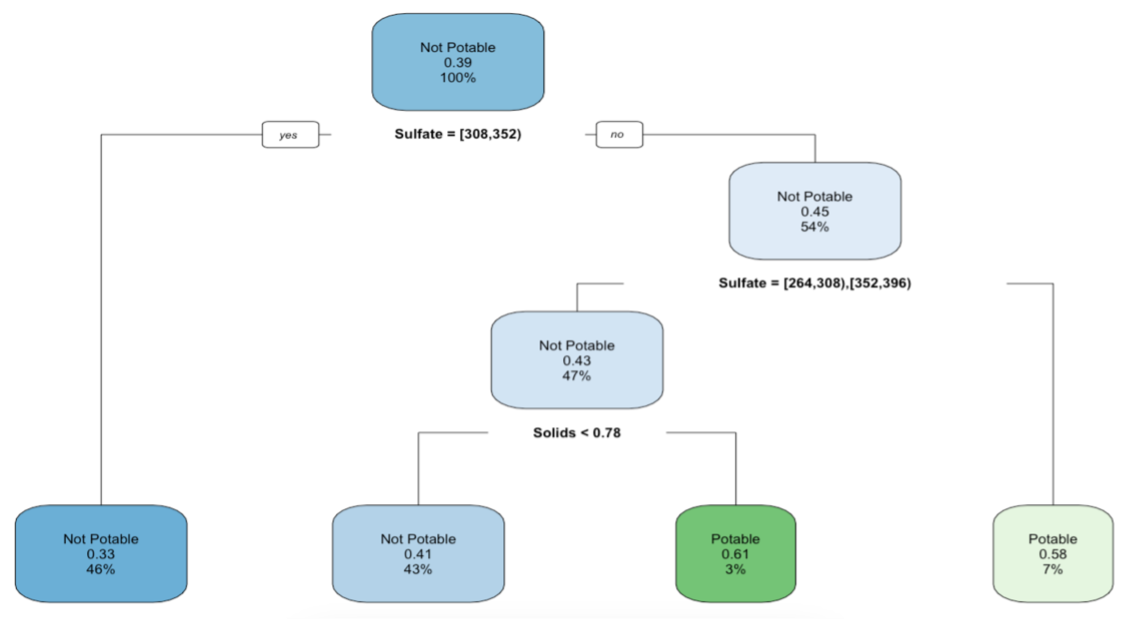 Not Potable
0.39
100%
yes
Sulfate = [308,352)
no
Not Potable
0.45
54%
Sulfate = [264,308),[352,396)
Not Potable
0.43
47%
Solids < 0.78
Not Potable
0.33
46%
Not Potable
0.41
43%
Potable
0.61
3%
Potable
0.58
7%